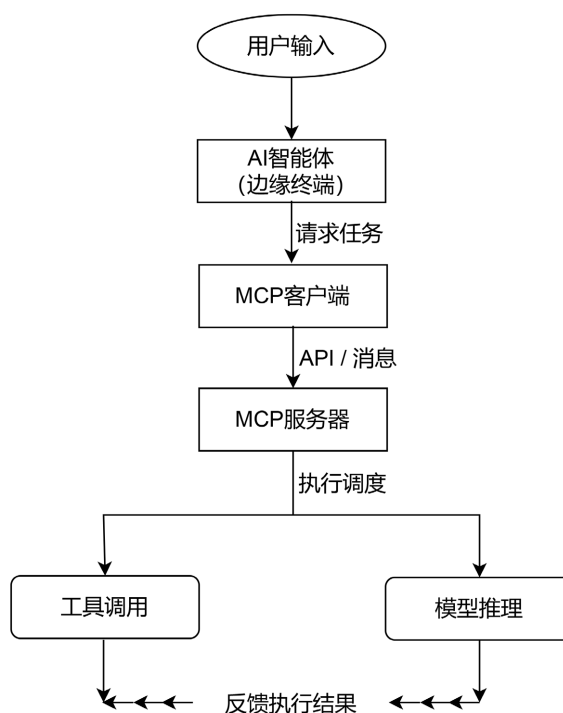 用户输入
AI智能体
(边缘终端)
请求任务
MCP客户端
API / 消息
MCP服务器
执行调度
工具调用
模型推理
反馈执行结果